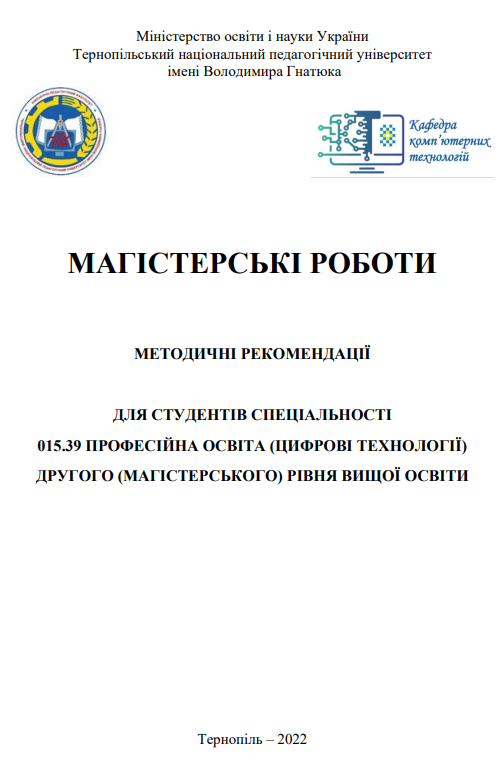 Міністерство освіти і науки України
Тернопільський національний педагогічний університет
імені Володимира Гнатюка
Кафедра
комп’ютерних
технологій
МАГІСТЕРСЬКІ РОБОТИ
МЕТОДИЧНІ РЕКОМЕНДАЦІЇ
ДЛЯ СТУДЕНТІВ СПЕЦІАЛЬНОСТІ
015.39 ПРОФЕСІЙНА ОСВІТА (ЦИФРОВІ ТЕХНОЛОГІЇ)
ДРУГОГО (МАГІСТЕРСЬКОГО) РІВНЯ ВИЩОЇ ОСВІТИ
Тернопіль – 2022